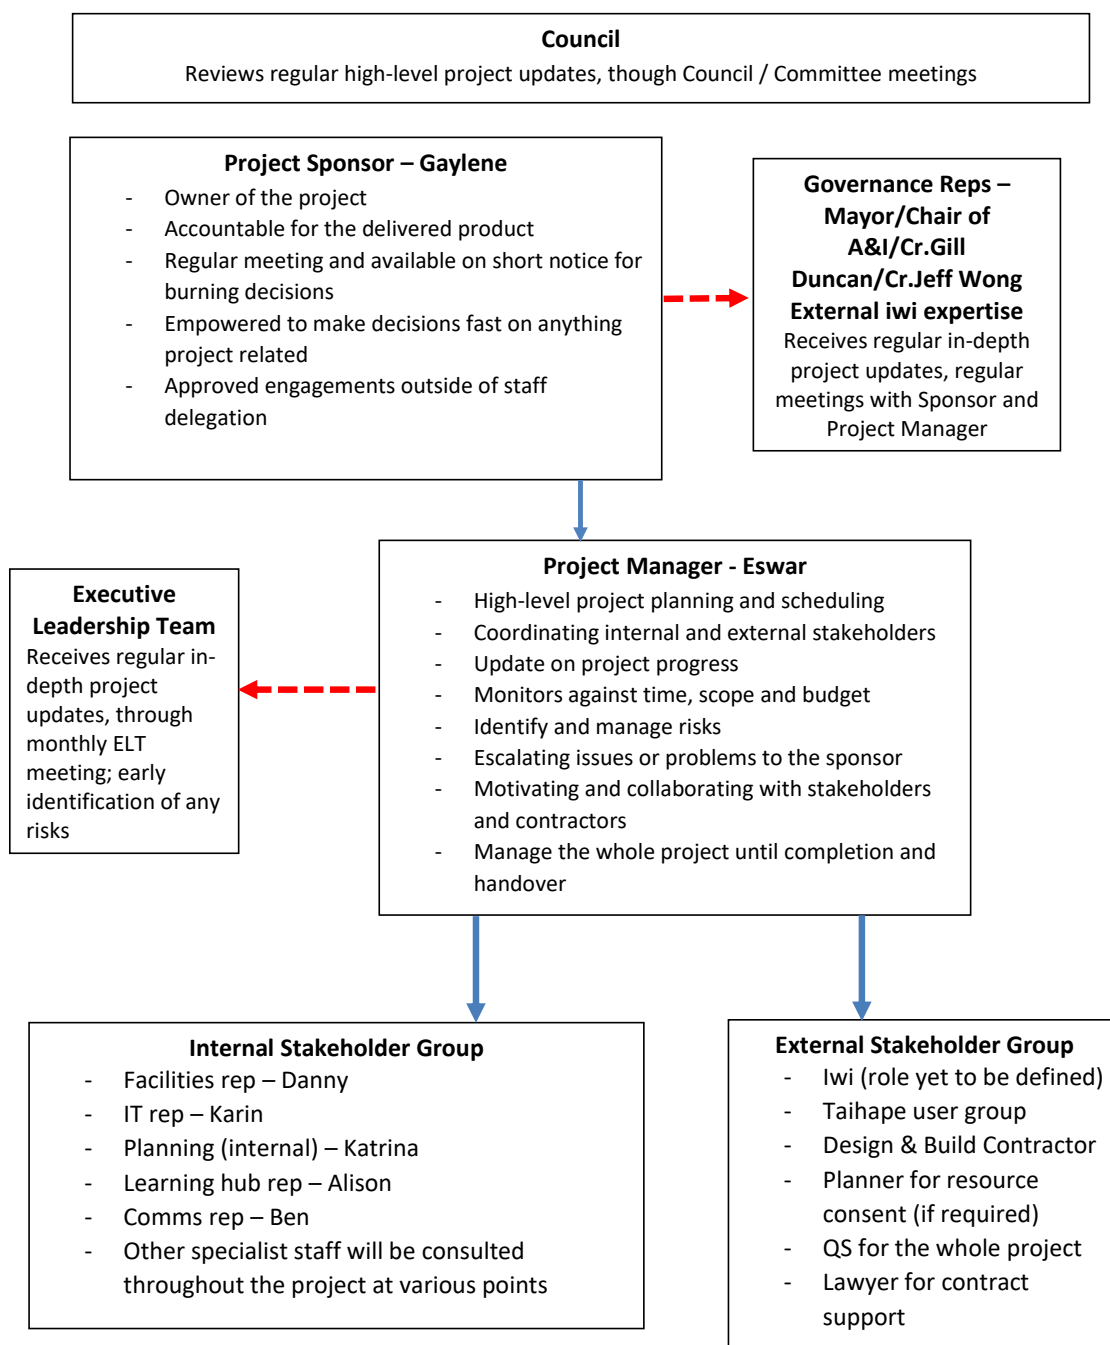 Council
Reviews regular high-level project updates, though Council / Committee meetings
Project Sponsor – Gaylene
- Owner of the project
- Accountable for the delivered product
- Regular meeting and available on short notice for
burning decisions
- Empowered to make decisions fast on anything
project related
- Approved engagements outside of staff
delegation
Governance Reps –
Mayor/Chair of
A&I/Cr.Gill
Duncan/Cr.Jeff Wong
External iwi expertise
Receives regular in-depth
project updates, regular
meetings with Sponsor and
Project Manager
Project Manager - Eswar
- High-level project planning and scheduling
- Coordinating internal and external stakeholders
- Update on project progress
- Monitors against time, scope and budget
- Identify and manage risks
- Escalating issues or problems to the sponsor
- Motivating and collaborating with stakeholders
and contractors
- Manage the whole project until completion and
handover
Executive
Leadership Team
Receives regular in-
depth project
updates, through
monthly ELT
meeting; early
identification of any
risks
Internal Stakeholder Group
- Facilities rep – Danny
- IT rep – Karin
- Planning (internal) – Katrina
- Learning hub rep – Alison
- Comms rep – Ben
- Other specialist staff will be consulted
throughout the project at various points
External Stakeholder Group
- Iwi (role yet to be defined)
- Taihape user group
- Design & Build Contractor
- Planner for resource
consent (if required)
- QS for the whole project
- Lawyer for contract
support